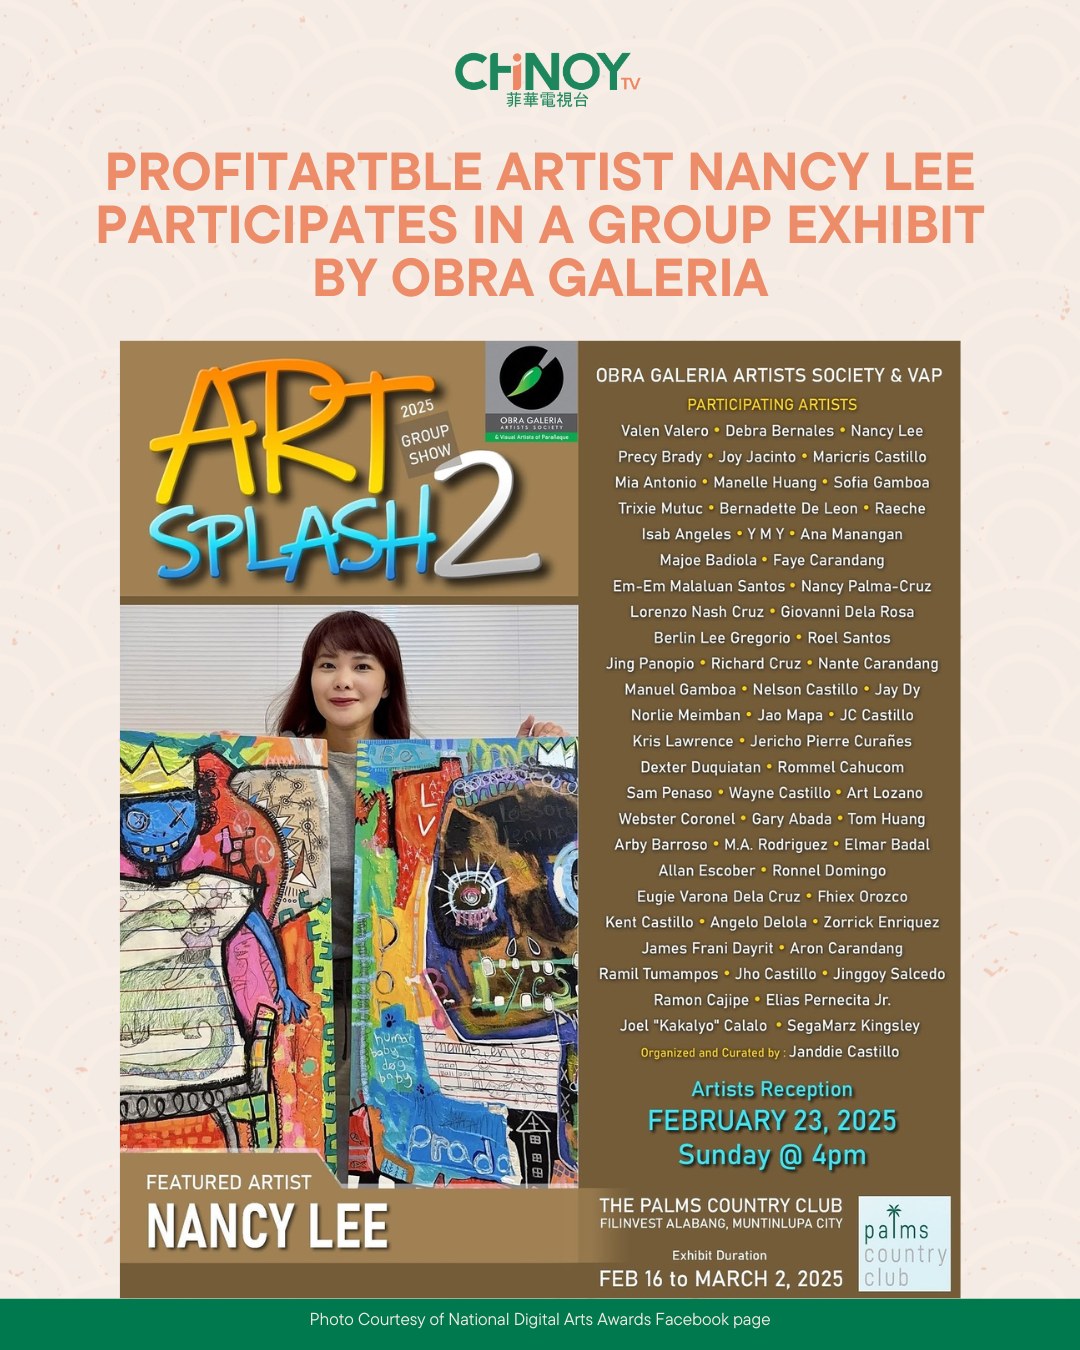 CHiNOY TV
菲華電視台
PROFITARTBLE ARTIST NANCY LEE
PARTICIPATES IN A GROUP EXHIBIT
BY OBRA GALERIA
ART
SPLASH 2
2025
GROUP
SHOW
OBRA GALERIA
ARTISTS SOCIETY
& Visual Artists of Parañaque
OBRA GALERIA ARTISTS SOCIETY & VAP
PARTICIPATING ARTISTS
Valen Valero • Debra Bernales • Nancy Lee
Precy Brady • Joy Jacinto • Maricris Castillo
Mia Antonio • Manelle Huang • Sofia Gamboa
Trixie Mutuc • Bernadette De Leon • Raeche
Isab Angeles • Y M Y • Ana Manangan
Majoe Badiola • Faye Carandang
Em-Em Malaluan Santos • Nancy Palma-Cruz
Lorenzo Nash Cruz • Giovanni Dela Rosa
Berlin Lee Gregorio • Roel Santos
Jing Panopio • Richard Cruz • Nante Carandang
Manuel Gamboa • Nelson Castillo • Jay Dy
Norlie Meimban • Jao Mapa • JC Castillo
Kris Lawrence • Jericho Pierre Curañes
Dexter Duquiatan • Rommel Cahucom
Sam Penaso • Wayne Castillo • Art Lozano
Webster Coronel • Gary Abada • Tom Huang
Arby Barroso • M.A. Rodriguez • Elmar Badal
Allan Escober • Ronnel Domingo
Eugie Varona Dela Cruz • Fhiex Orozco
Kent Castillo • Angelo Delola • Zorrick Enriquez
James Frani Dayrit • Aron Carandang
Ramil Tumampos • Jho Castillo • Jinggoy Salcedo
Ramon Cajipe • Elias Pernecita Jr.
Joel "Kakalyo" Calalo • SegaMarz Kingsley
Organized and Curated by : Janddie Castillo
Artists Reception
FEBRUARY 23, 2025
Sunday @ 4pm
yes
human
baby
dog
baby
Prada
FEATURED ARTIST
NANCY LEE
THE PALMS COUNTRY CLUB
FILINVEST ALABANG, MUNTINLUPA CITY
Exhibit Duration
FEB 16 to MARCH 2, 2025
palms
country
club
Photo Courtesy of National Digital Arts Awards Facebook page